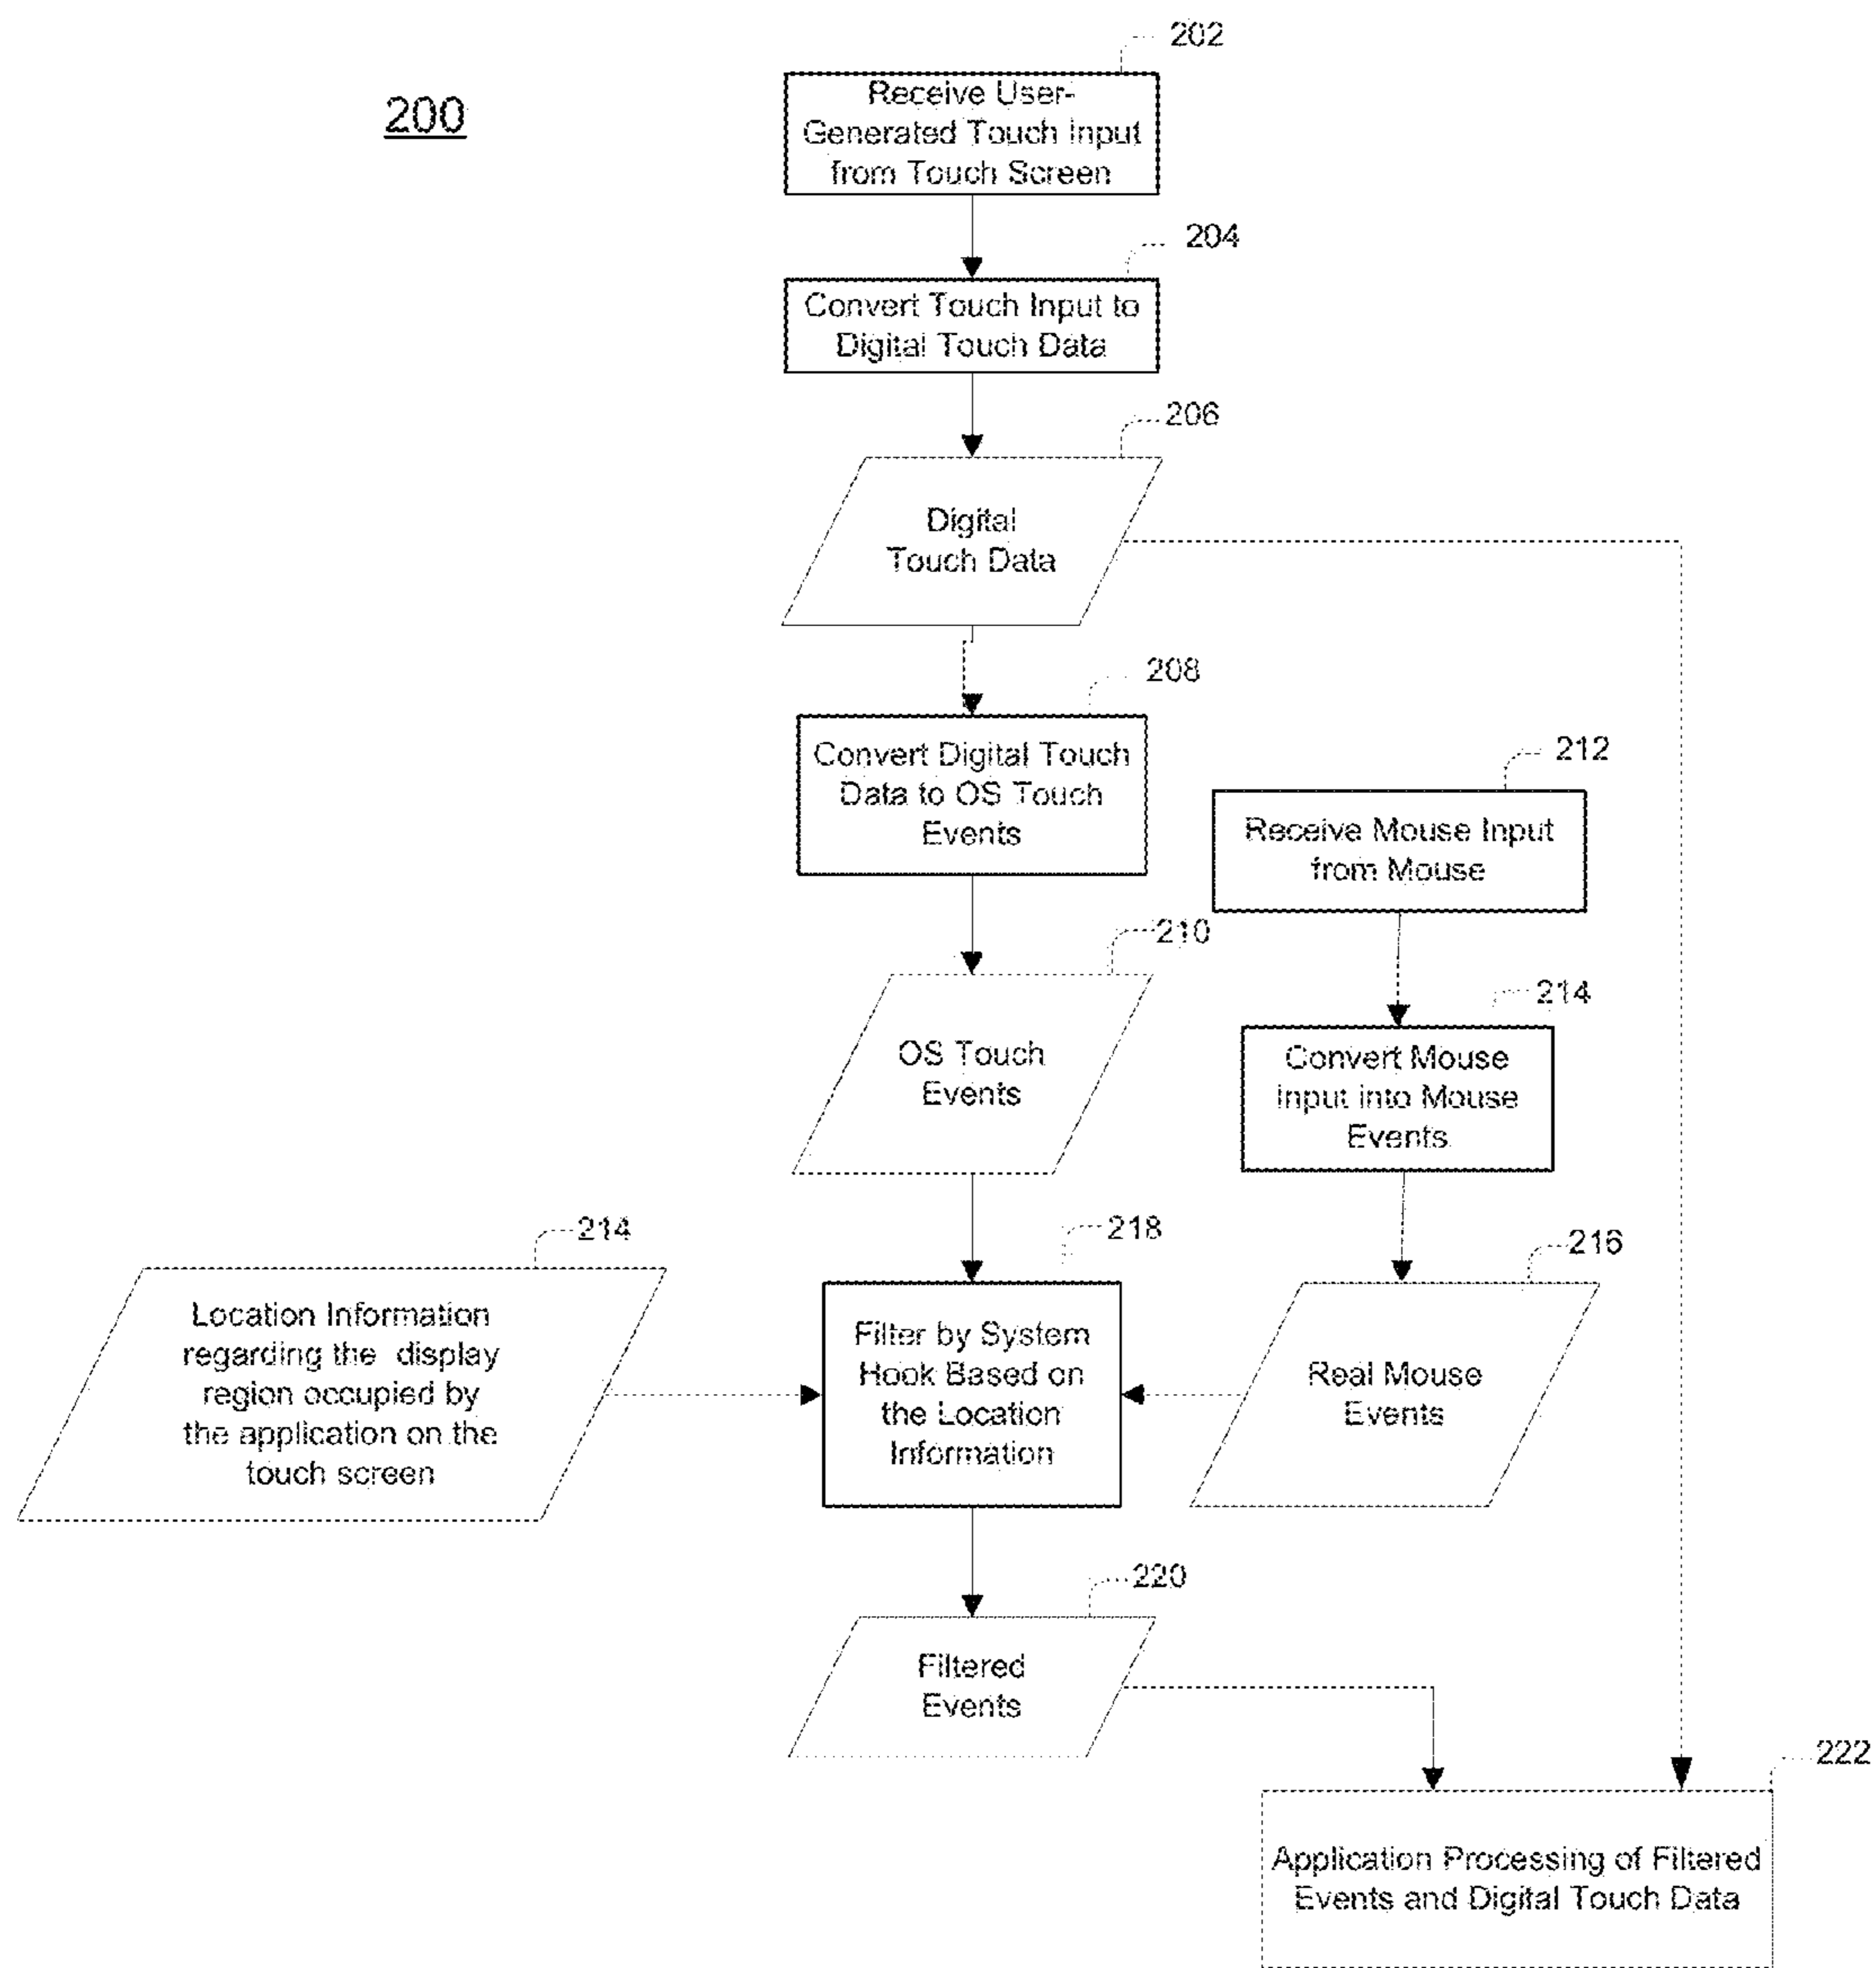 200
202
Receive User-
Generated Touch Input
from Touch Screen
204
Convert Touch Input to
Digital Touch Data
206
Digital
Touch Data
208
Convert Digital Touch
Data to OS Touch
Events
212
Receive Mouse Input
from Mouse
210
OS Touch
Events
214
Convert Mouse
Input into Mouse
Events
214
Location Information
regarding the display
region occupied by
the application on the
touch screen
218
Filter by System
Hook Based on
the Location
Information
216
Real Mouse
Events
220
Filtered
Events
222
Application Processing of Filtered
Events and Digital Touch Data